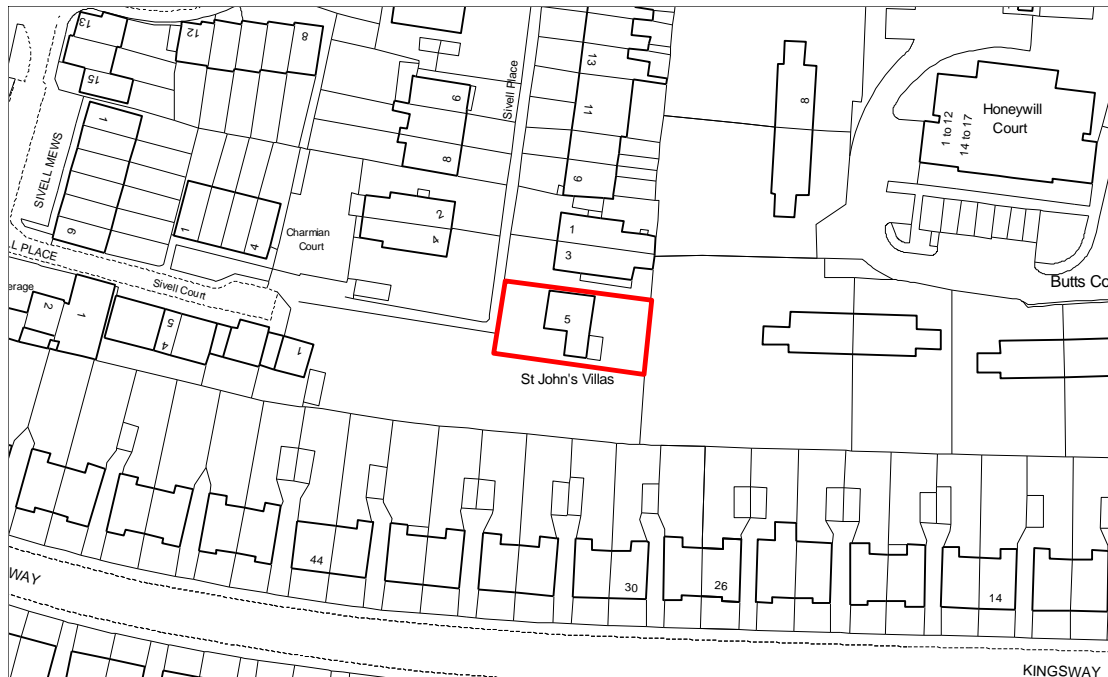 13
12
8
15
Sivell Place
13
8
Honeywill
Court
1 to 12
14 to 17
1
9
11
SIVELL MEWS
8
9
2
1
1
4
4
Charmian
Court
3
9
L PLACE
Sivell Court
Butts Co
erage
2
1
5
4
1
5
St John's Villas
44
30
26
14
WAY
KINGSWAY